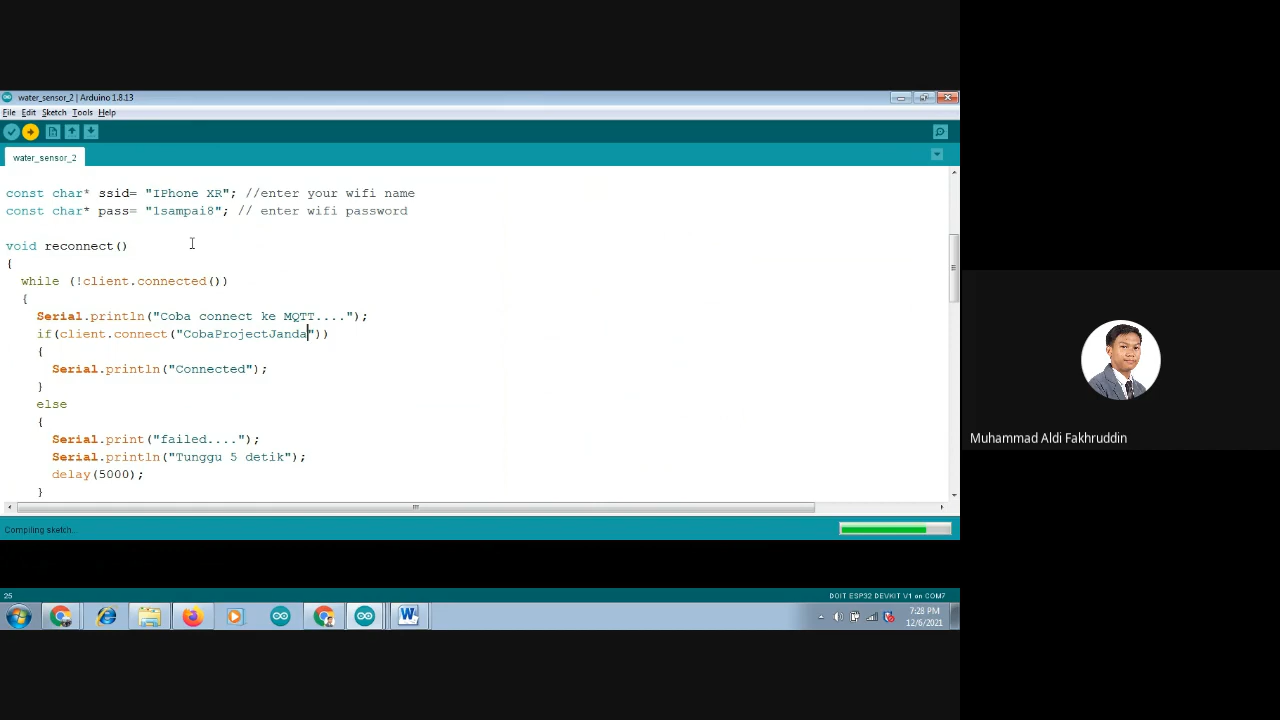 water_sensor_2 | Arduino 1.8.13
File Edit Sketch Tools Help
water_sensor_2
const char* ssid= "IPhone XR"; //enter your wifi name
const char* pass= "1sampai8"; // enter wifi password
void reconnect()
{
while (!client.connected())
{
Serial.println("Coba connect ke MQTT....");
if(client.connect("CobaProjectJanda"))
{
Serial.println("Connected");
}
else
{
Serial.print("failed....");
Serial.println("Tunggu 5 detik");
delay(5000);
}
Muhammad Aldi Fakhruddin
Compiling sketch...
25
DOIT ESP32 DEVKIT V1 on COM7
7:28 PM
12/6/2021